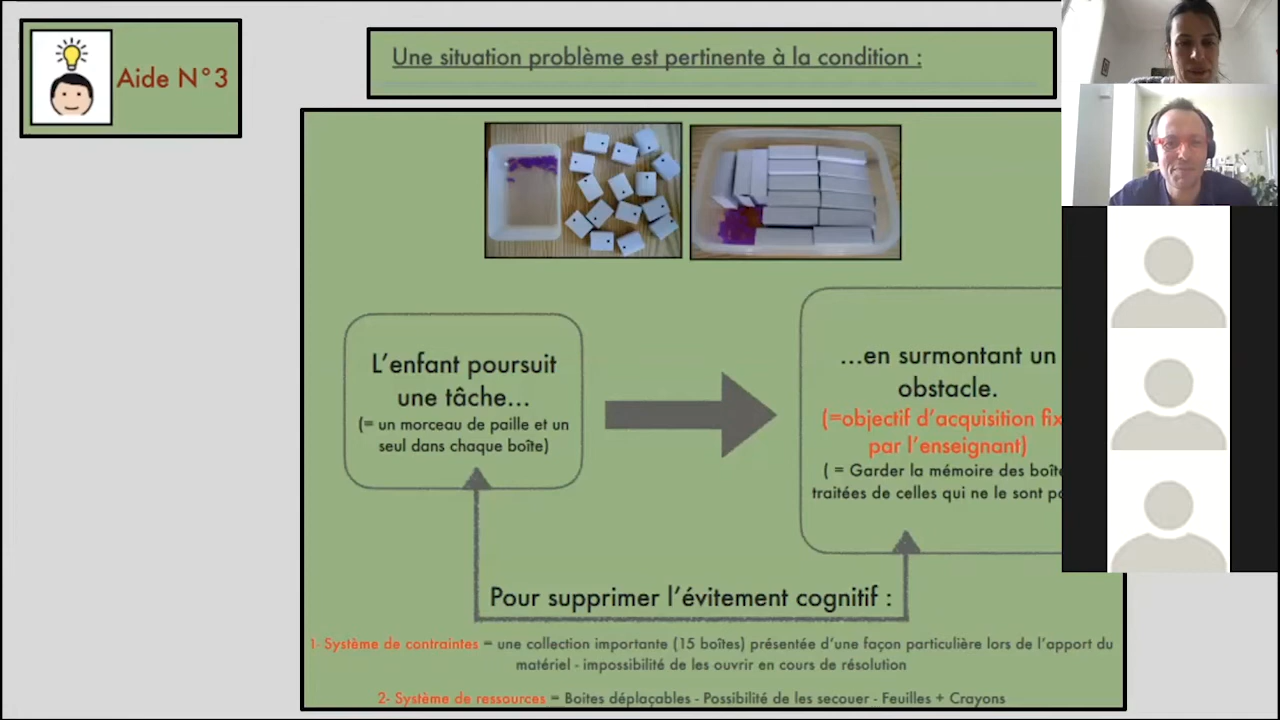 Aide N°3
Une situation problème est pertinente à la condition :
L'enfant poursuit
une tâche...
(= un morceau de paille et un
seul dans chaque boîte)
...en surmontant un
obstacle.
(=objectif d'acquisition
par l'enseignant)
( = Garder la mémoire des
traitées de celles qui ne le sont
Pour supprimer l'évitement cognitif :
1- Système de contraintes = une collection importante (15 boîtes) présentée d'une façon particulière lors de l'apport du
matériel - impossibilité de les ouvrir en cours de résolution
2- Système de ressources = Boites déplaçables - Possibilité de les secouer - Feuilles + Crayons